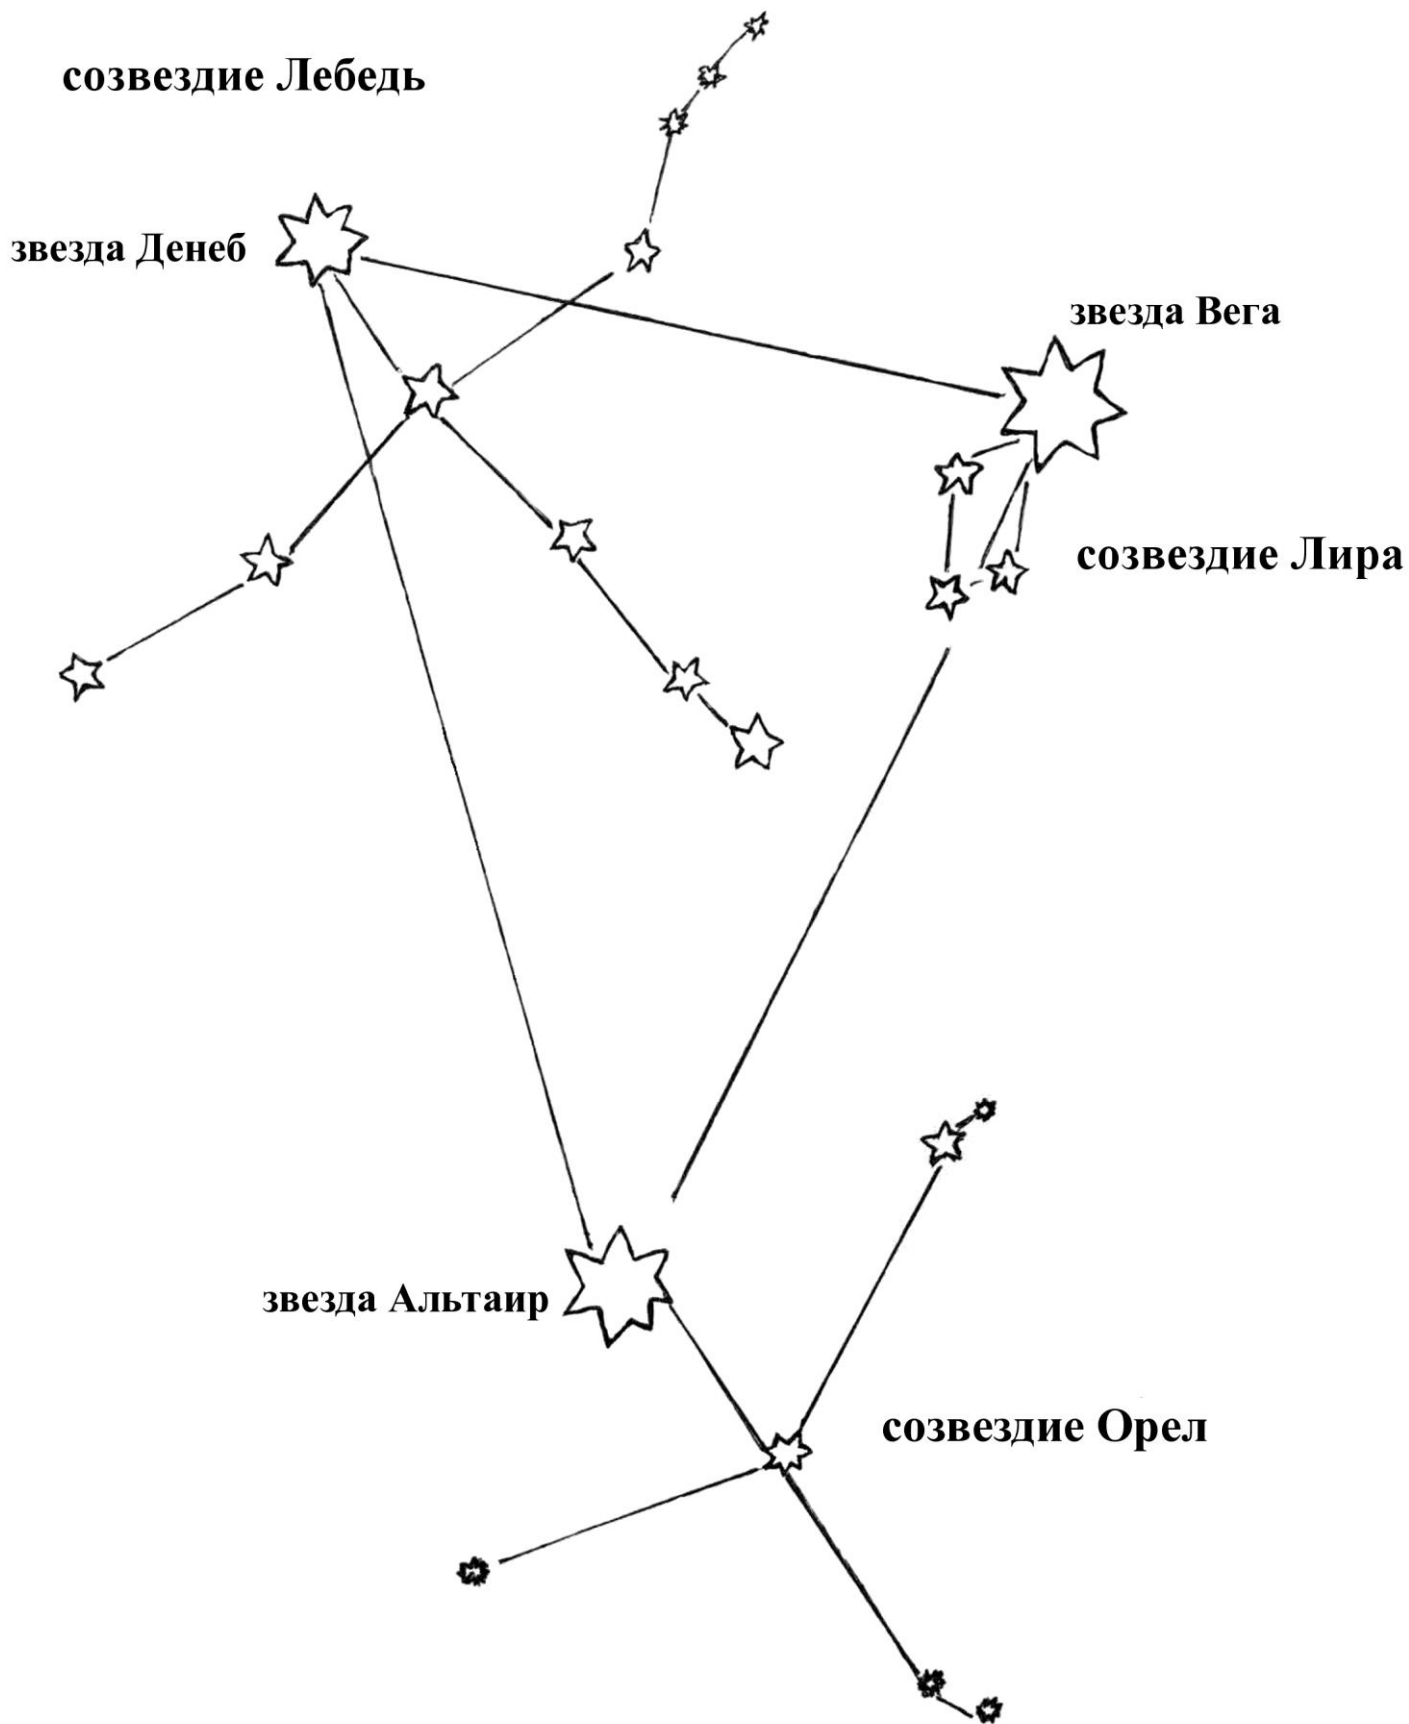 созвездие Лебедь
звезда Денеб
звезда Вега
созвездие Лира
звезда Альтаир
созвездие Орел